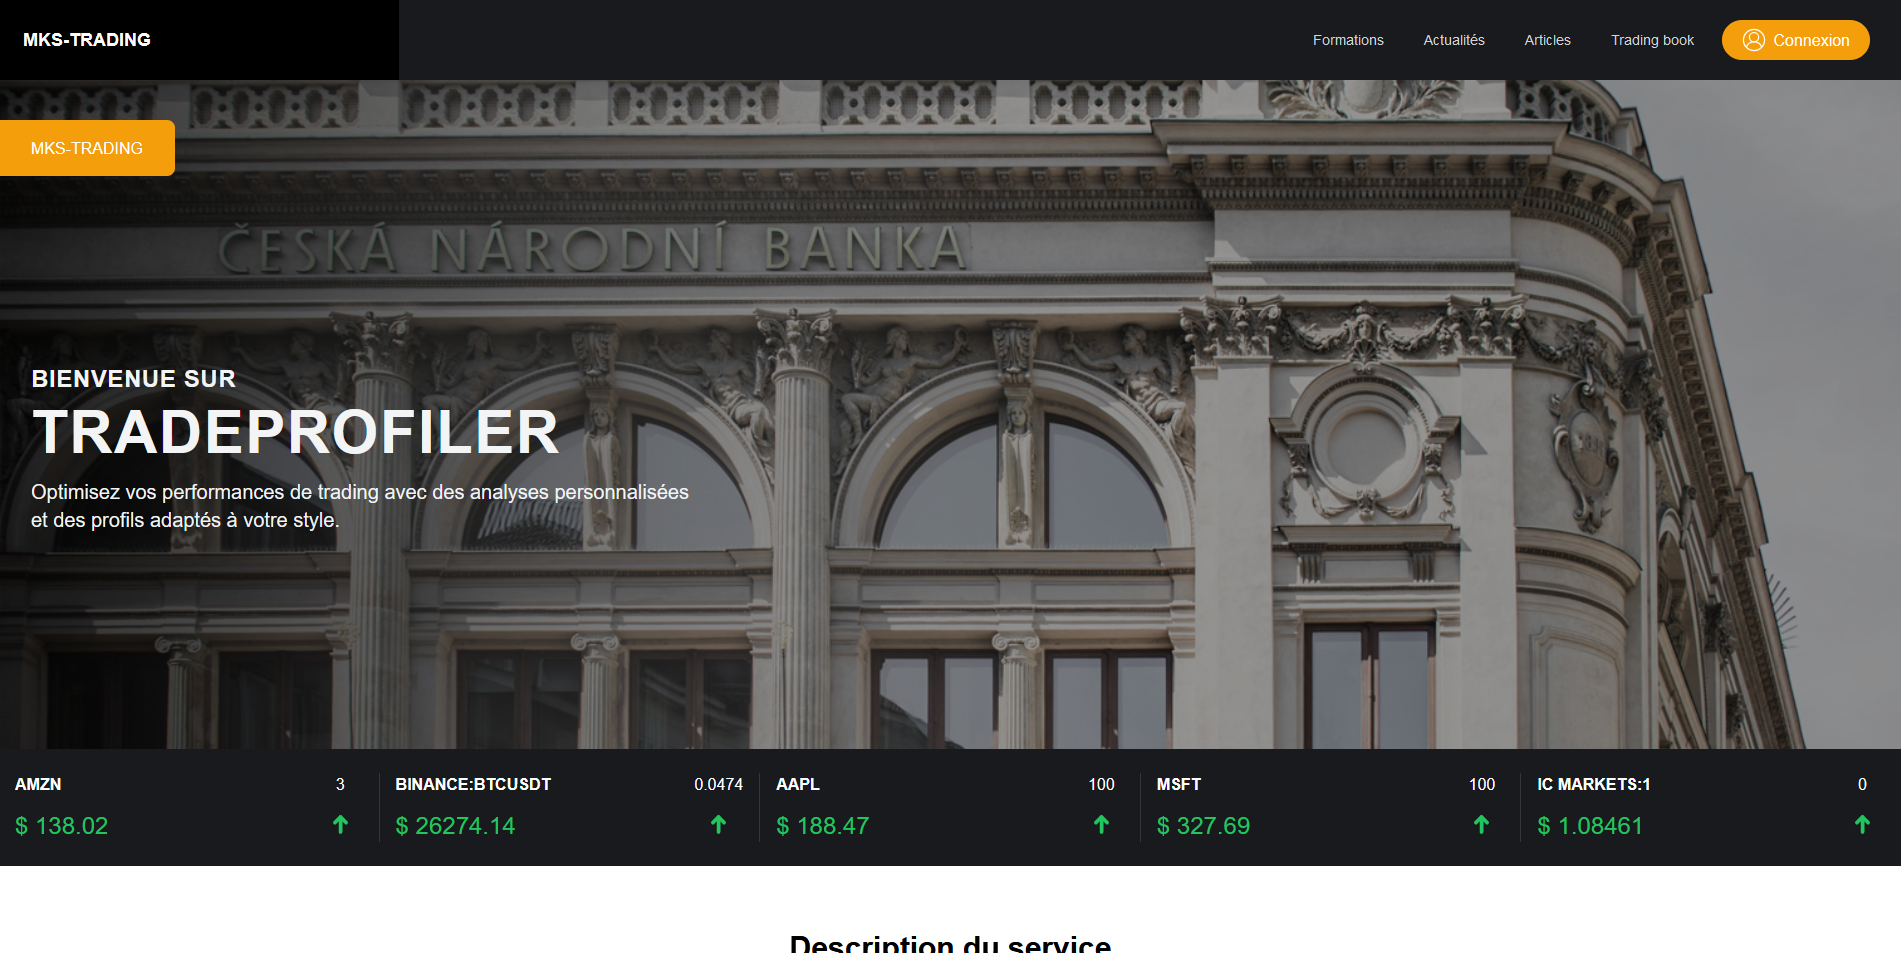 MKS-TRADING
Formations
Actualités
Articles
Trading book
Connexion
MKS-TRADING
ČESKÁ NÁRODNÍ BANKA
BIENVENUE SUR
TRADEPROFILER
Optimisez vos performances de trading avec des analyses personnalisées
et des profils adaptés à votre style.
AMZN 3
$ 138.02
BINANCE:BTCUSDT 0.0474
$ 26274.14
AAPL 100
$ 188.47
MSFT 100
$ 327.69
IC MARKETS:1 0
$ 1.08461
Description du service